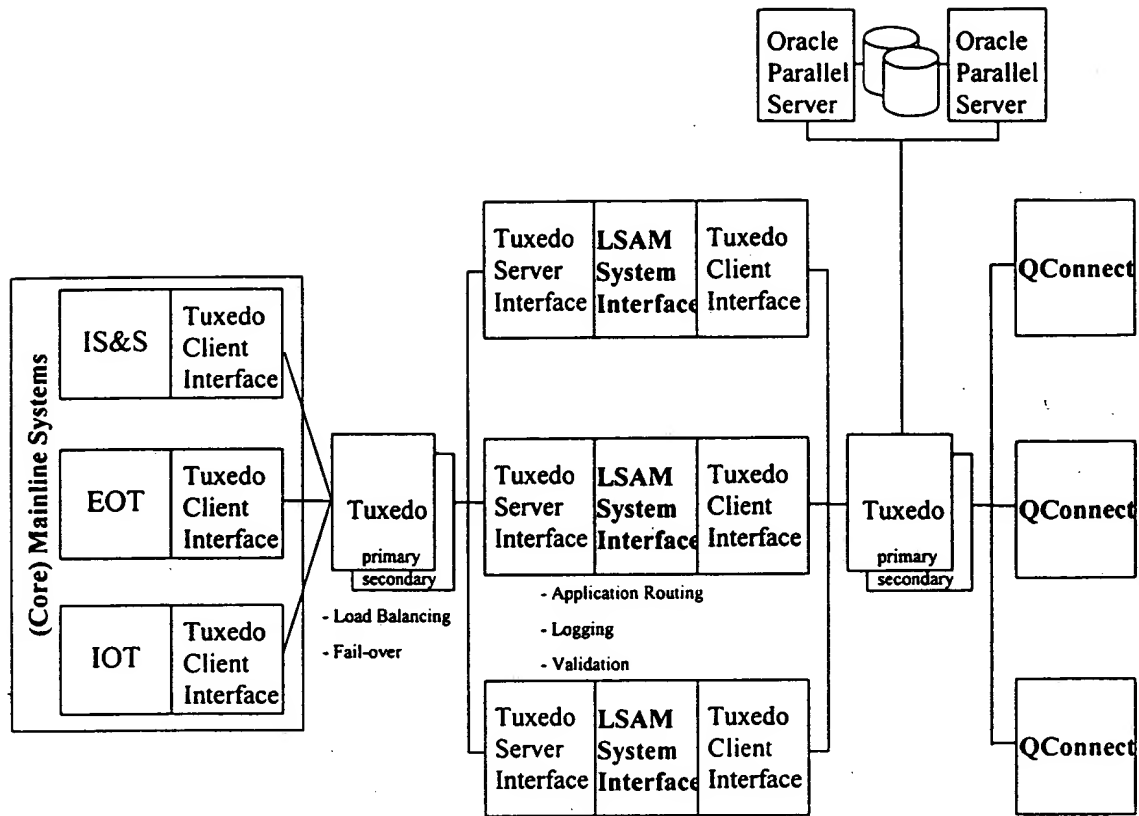 Oracle
Parallel
Server
Oracle
Parallel
Server
(Core) Mainline Systems
IS&S
Tuxedo
Client
Interface
EOT
Tuxedo
Client
Interface
IOT
Tuxedo
Client
Interface
Tuxedo
primary
secondary
- Load Balancing
- Fail-over
Tuxedo
Server
Interface
LSAM
System
Interface
Tuxedo
Client
Interface
Tuxedo
Server
Interface
LSAM
System
Interface
Tuxedo
Client
Interface
- Application Routing
- Logging
- Validation
Tuxedo
Server
Interface
LSAM
System
Interface
Tuxedo
Client
Interface
Tuxedo
primary
secondary
QConnect
QConnect
QConnect